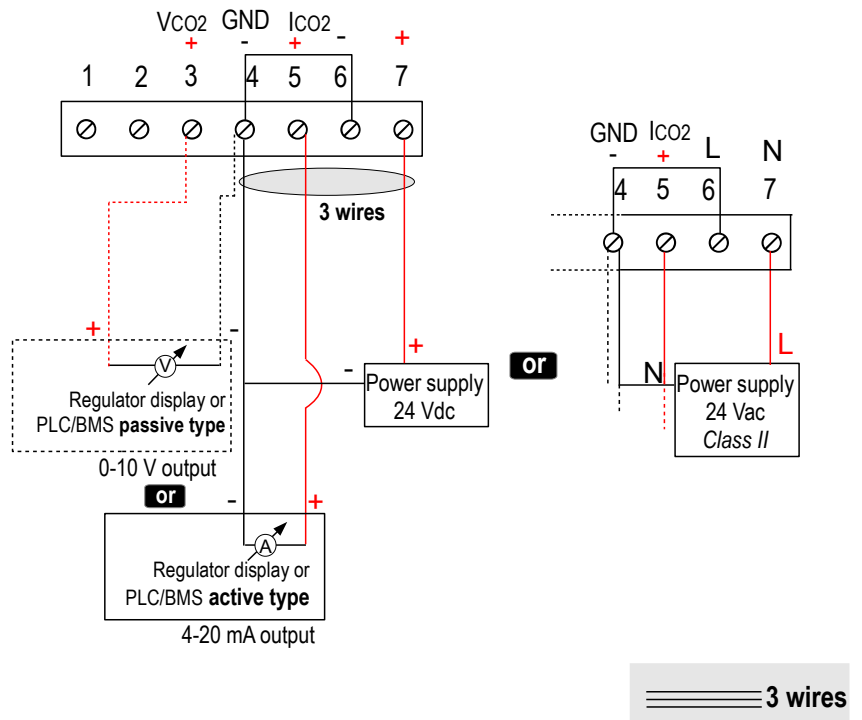 VCO2 GND ICO2
+ - + - +
1 2 3 4 5 6 7
3 wires
+ - - +
V
Regulator display or
PLC/BMS passive type
0-10 V output
Power supply
24 Vdc
or
- +
A
Regulator display or
PLC/BMS active type
4-20 mA output
or
GND ICO2 L N
- +
4 5 6 7
N L
Power supply
24 Vac
Class II
3 wires